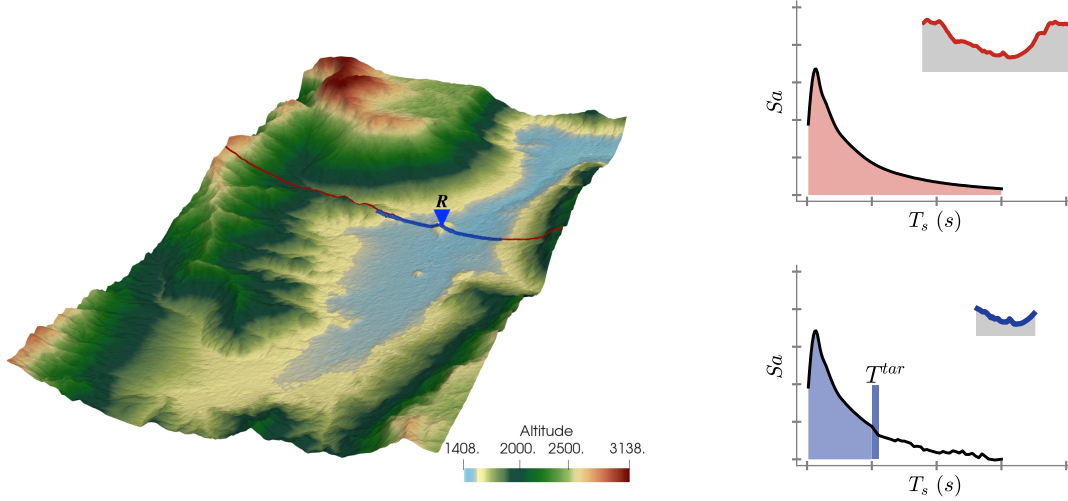 R
Altitude
1408. 2000. 2500. 3138.
Sa
T_s (s)
T^{tar}
Sa
T_s (s)